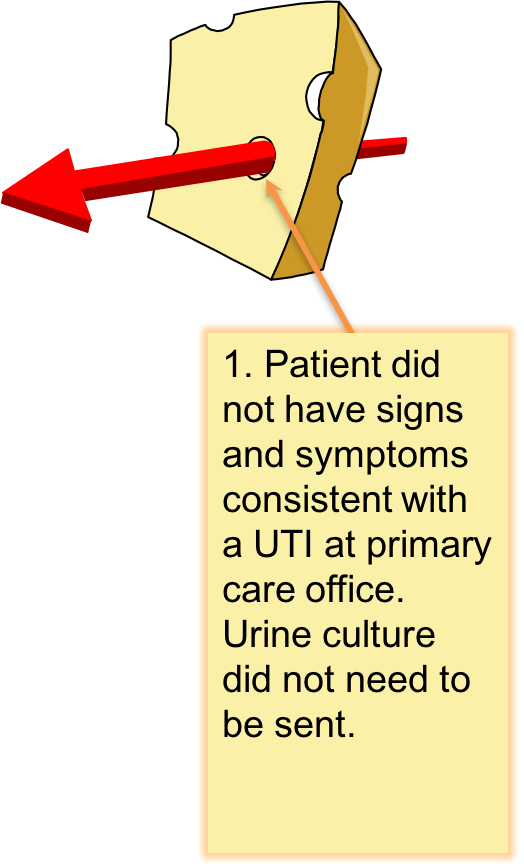 1. Patient did
not have signs
and symptoms
consistent with
a UTI at primary
care office.
Urine culture
did not need to
be sent.